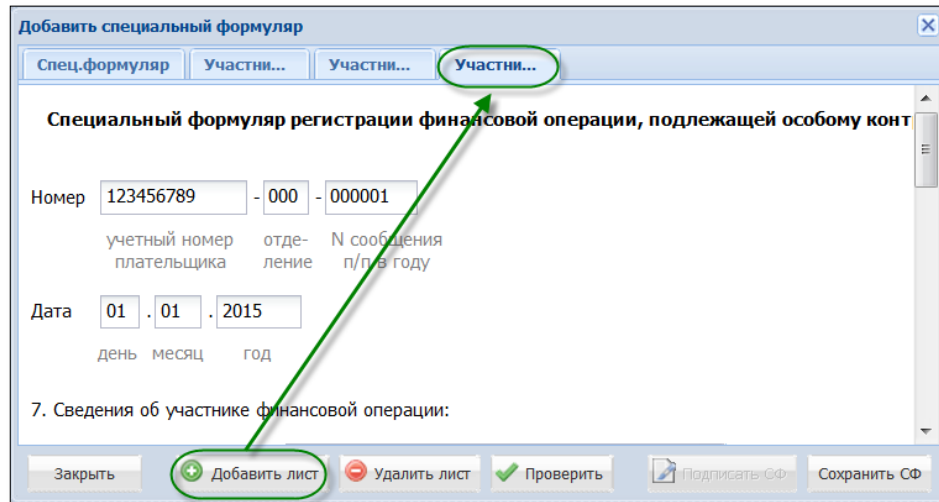 Добавить специальный формуляр
Спец.формуляр Участни... Участни... Участни...
Специальный формуляр регистрации финансовой операции, подлежащей особому конт
Номер 123456789 - 000 - 000001
учетный номер отде- N сообщения
плательщика ление п/п в году
Дата 01 . 01 . 2015
день месяц год
7. Сведения об участнике финансовой операции:
Закрыть Добавить лист Удалить лист Проверить Подписать СФ Сохранить СФ